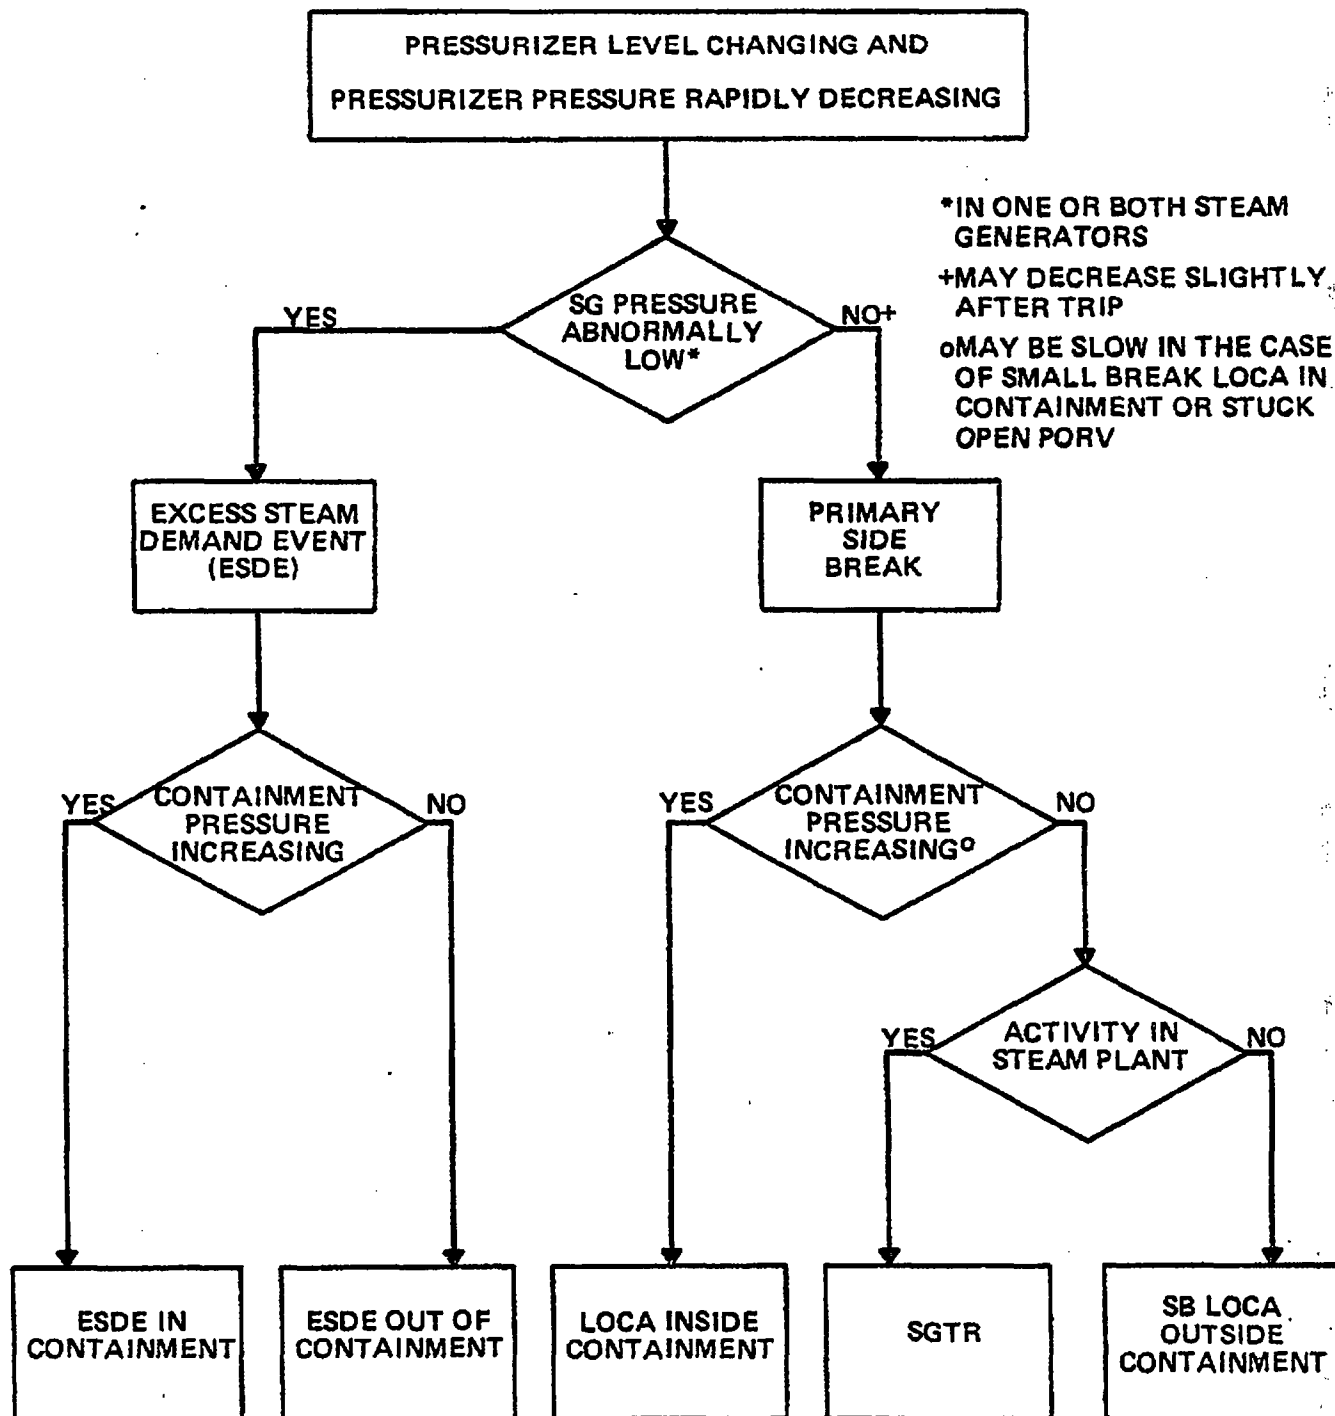 PRESSURIZER LEVEL CHANGING AND
PRESSURIZER PRESSURE RAPIDLY DECREASING
*IN ONE OR BOTH STEAM
GENERATORS
+MAY DECREASE SLIGHTLY
AFTER TRIP
oMAY BE SLOW IN THE CASE
OF SMALL BREAK LOCA IN
CONTAINMENT OR STUCK
OPEN PORV
YES
SG PRESSURE
ABNORMALLY
LOW*
NO+
EXCESS STEAM
DEMAND EVENT
(ESDE)
PRIMARY
SIDE
BREAK
YES
CONTAINMENT
PRESSURE
INCREASING
NO
YES
CONTAINMENT
PRESSURE
INCREASINGo
NO
YES
ACTIVITY IN
STEAM PLANT
NO
ESDE IN
CONTAINMENT
ESDE OUT OF
CONTAINMENT
LOCA INSIDE
CONTAINMENT
SGTR
SB LOCA
OUTSIDE
CONTAINMENT